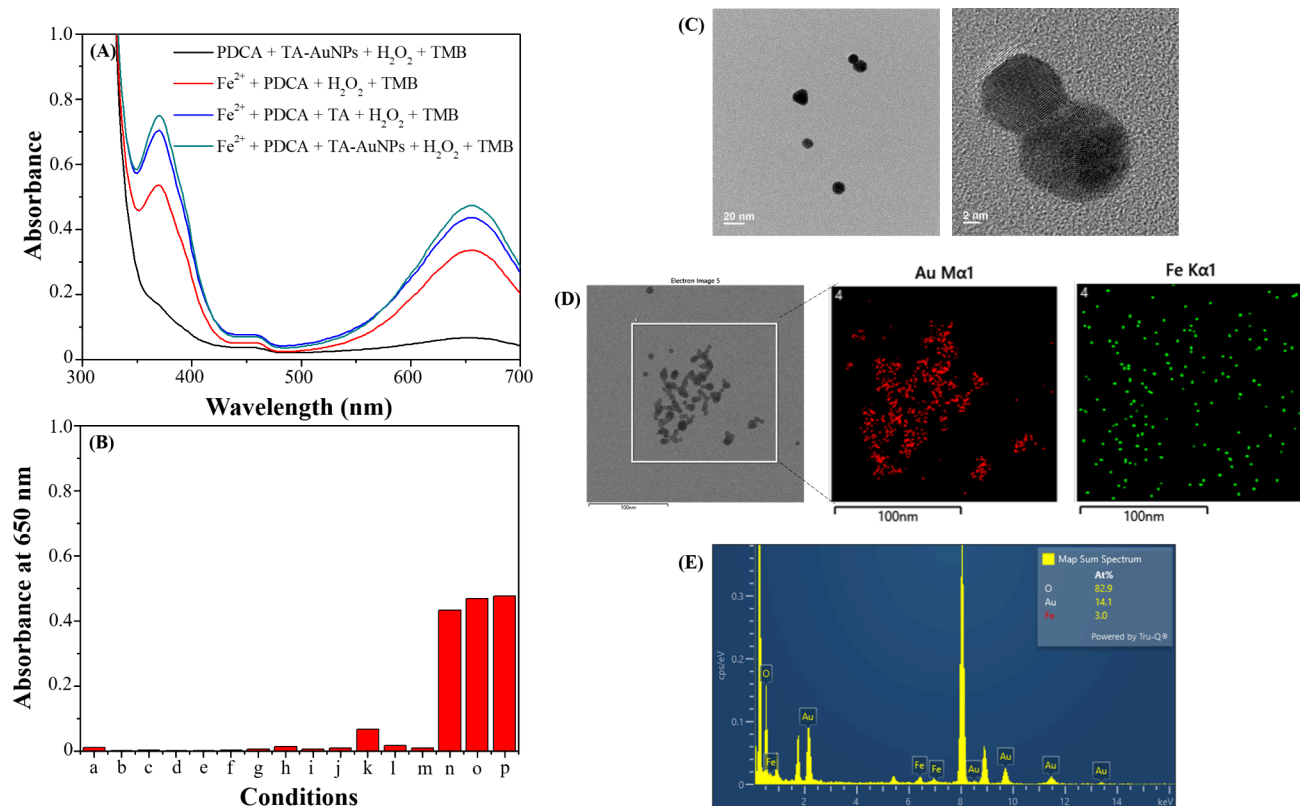 (A)
PDCA + TA-AuNPs + H₂O₂ + TMB
Fe²⁺ + PDCA + H₂O₂ + TMB
Fe²⁺ + PDCA + TA + H₂O₂ + TMB
Fe²⁺ + PDCA + TA-AuNPs + H₂O₂ + TMB
Absorbance
1.0
0.8
0.6
0.4
0.2
0
300 400 500 600 700
Wavelength (nm)
(B)
Absorbance at 650 nm
1.0
0.8
0.6
0.4
0.2
0
a b c d e f g h i j k l m n o p
Conditions
(C)
20 nm
2 nm
(D)
Electron Image 5
4
100nm
Au Mα1
4
100nm
Fe Kα1
4
100nm
(E)
Map Sum Spectrum
At%
O 82.9
Au 14.1
Fe 3.0
Powered by Tru-Q®
cps/eV
0.3
0.2
0.1
0.0
O
Fe
Au
Fe
Fe
Au
Au
Au
Au
2 4 6 8 10 12 14 keV